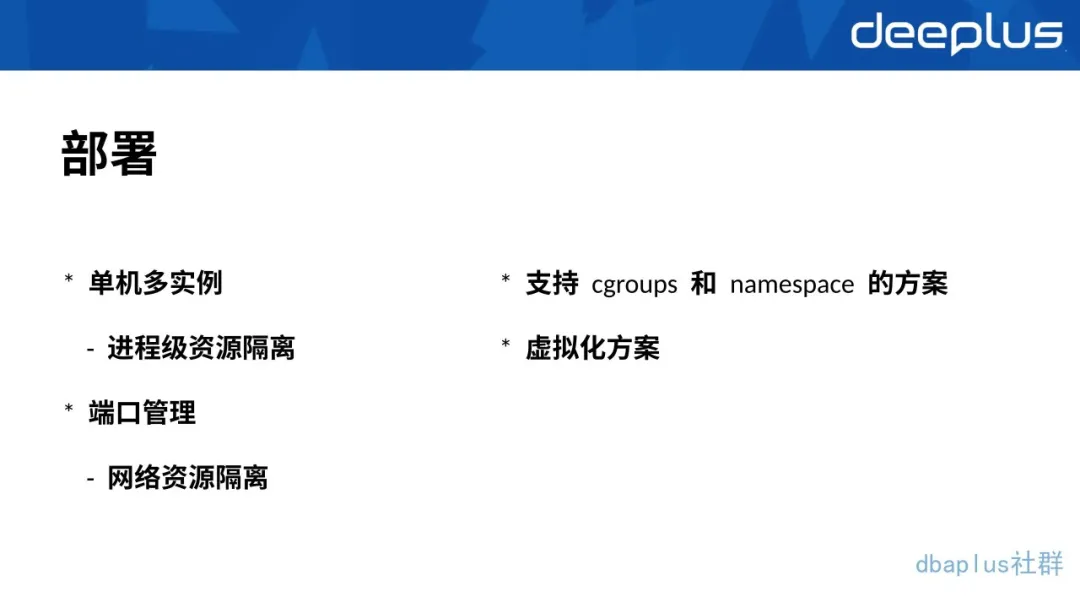 deeplus
部署
* 单机多实例
- 进程级资源隔离
* 端口管理
- 网络资源隔离
* 支持 cgroups 和 namespace 的方案
* 虚拟化方案
dbaplus社群